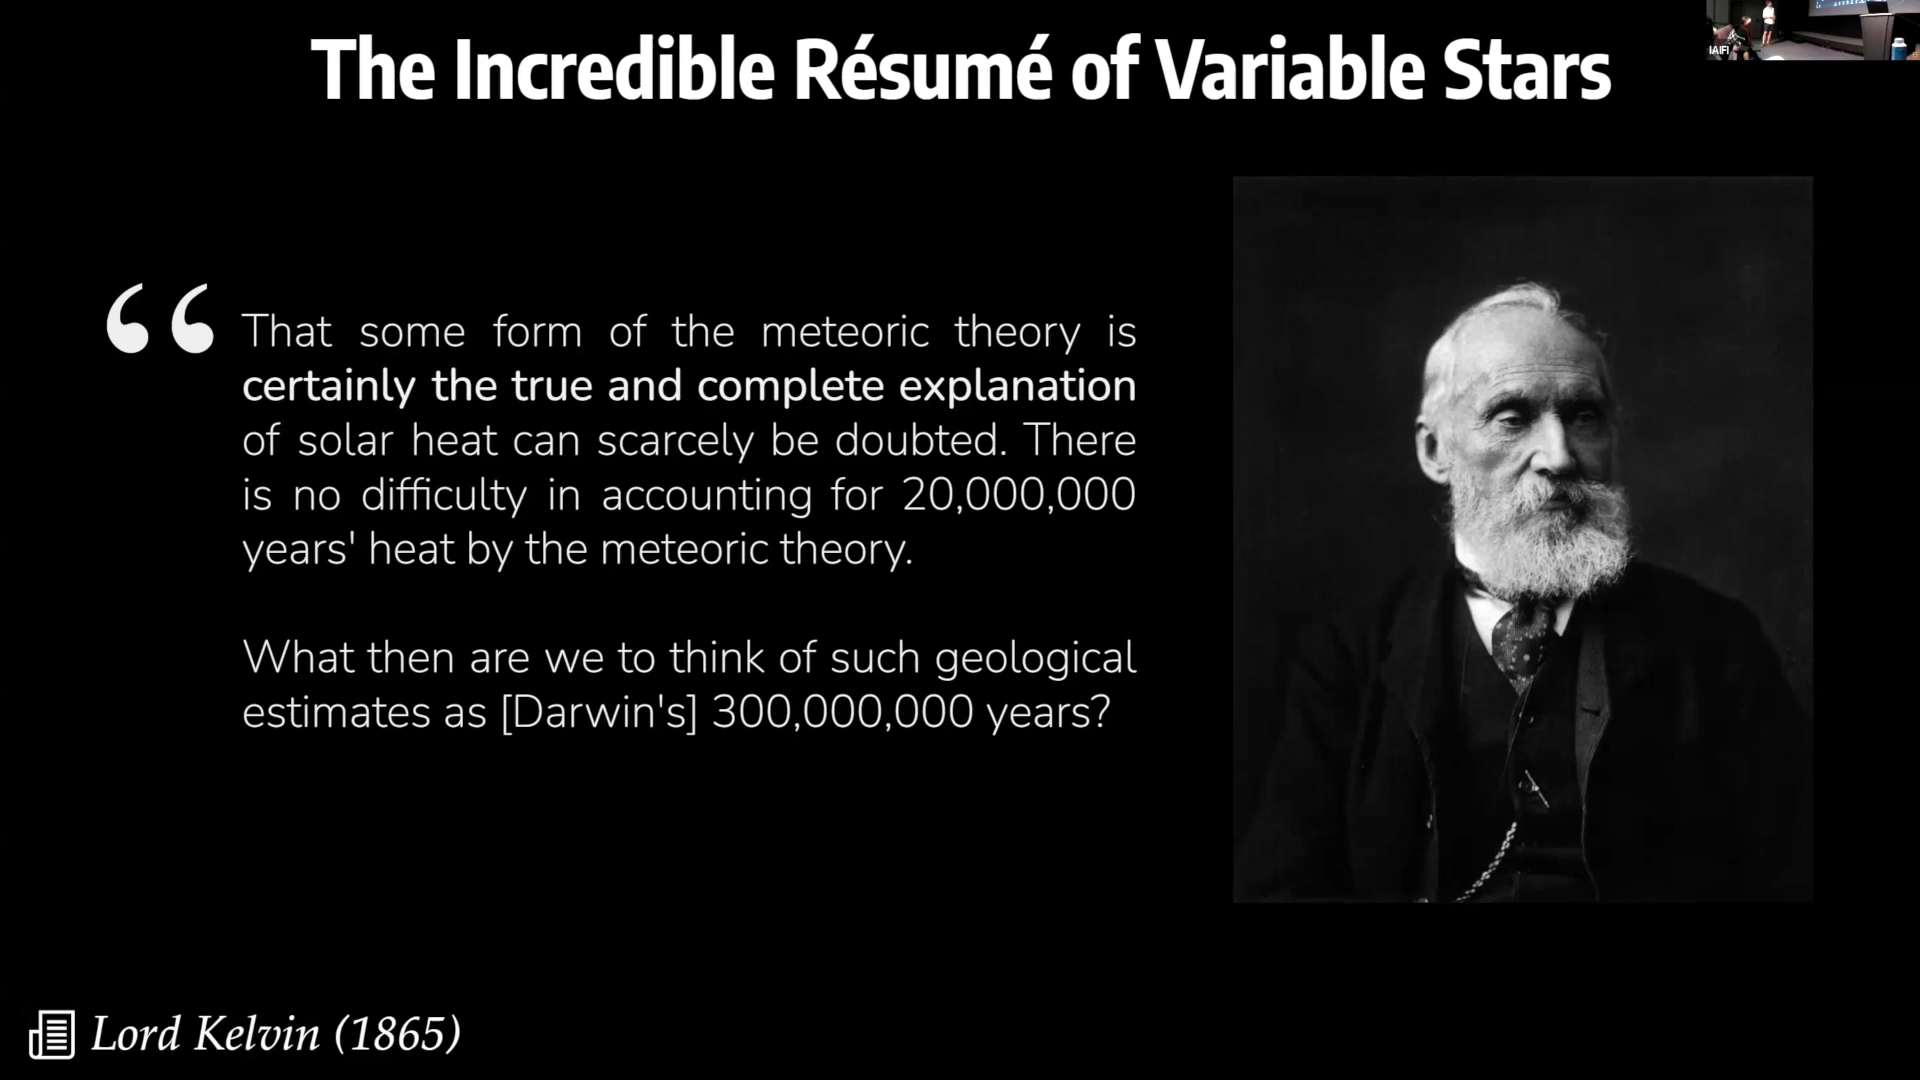 The Incredible Résumé of Variable Stars
IAIFI
“ That some form of the meteoric theory is
certainly the true and complete explanation
of solar heat can scarcely be doubted. There
is no difficulty in accounting for 20,000,000
years' heat by the meteoric theory.
What then are we to think of such geological
estimates as [Darwin's] 300,000,000 years?
Lord Kelvin (1865)